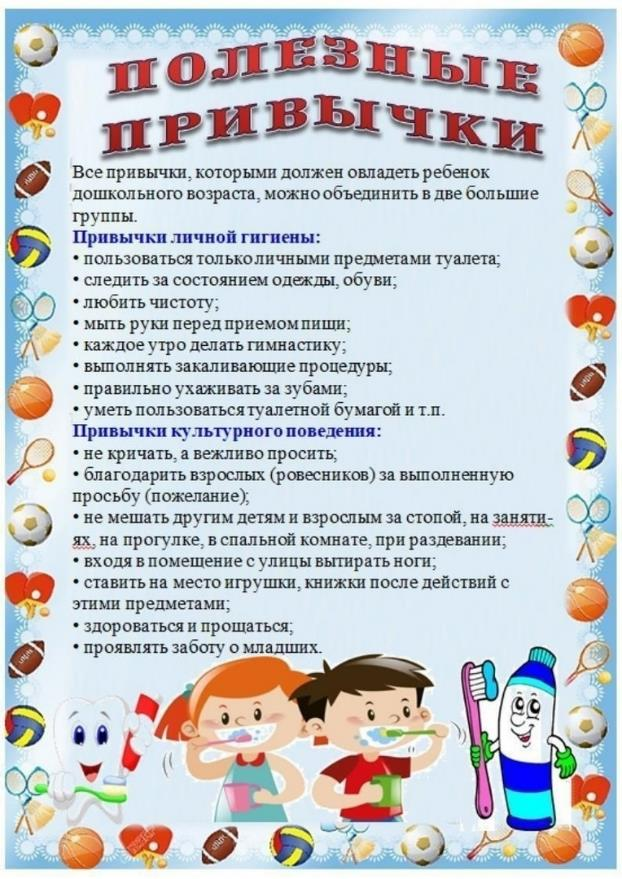 ПОЛЕЗНЫЕ
ПРИВЫЧКИ
Все привычки, которыми должен овладеть ребенок
дошкольного возраста, можно объединить в две большие
группы.
Привычки личной гигиены:
• пользоваться только личными предметами туалета;
• следить за состоянием одежды, обуви;
• любить чистоту;
• мыть руки перед приемом пищи;
• каждое утро делать гимнастику;
• выполнять закаливающие процедуры;
• правильно ухаживать за зубами;
• уметь пользоваться туалетной бумагой и т.п.
Привычки культурного поведения:
• не кричать, а вежливо просить;
• благодарить взрослых (ровесников) за выполненную
просьбу (пожелание);
• не мешать другим детям и взрослым за стопой, на заняти-
ях, на прогулке, в спальной комнате, при раздевании;
• входя в помещение с улицы вытирать ноги;
• ставить на место игрушки, книжки после действий с
этими предметами;
• здороваться и прощаться;
• проявлять заботу о младших.